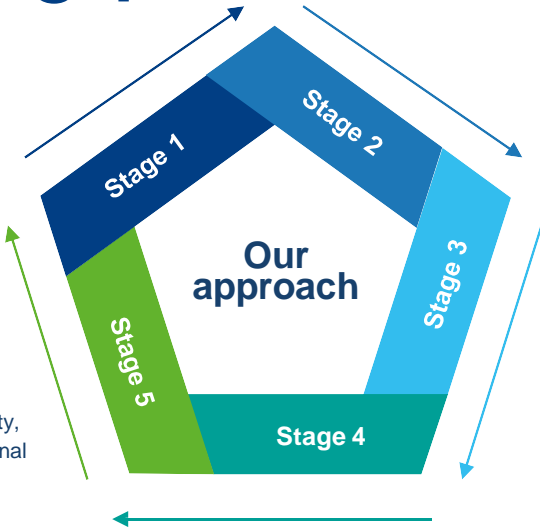 Stage 1
Stage 2
Stage 3
Our
approach
Stage 5
Stage 4
ty,
nal